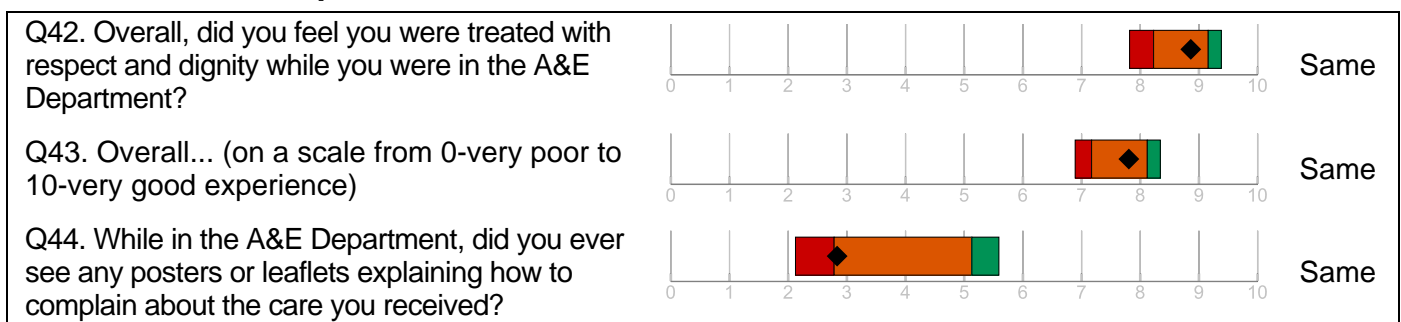 Q42. Overall, did you feel you were treated with
respect and dignity while you were in the A&E
Department?
0 1 2 3 4 5 6 7 8 9 10
Same
Q43. Overall... (on a scale from 0-very poor to
10-very good experience)
0 1 2 3 4 5 6 7 8 9 10
Same
Q44. While in the A&E Department, did you ever
see any posters or leaflets explaining how to
complain about the care you received?
0 1 2 3 4 5 6 7 8 9 10
Same